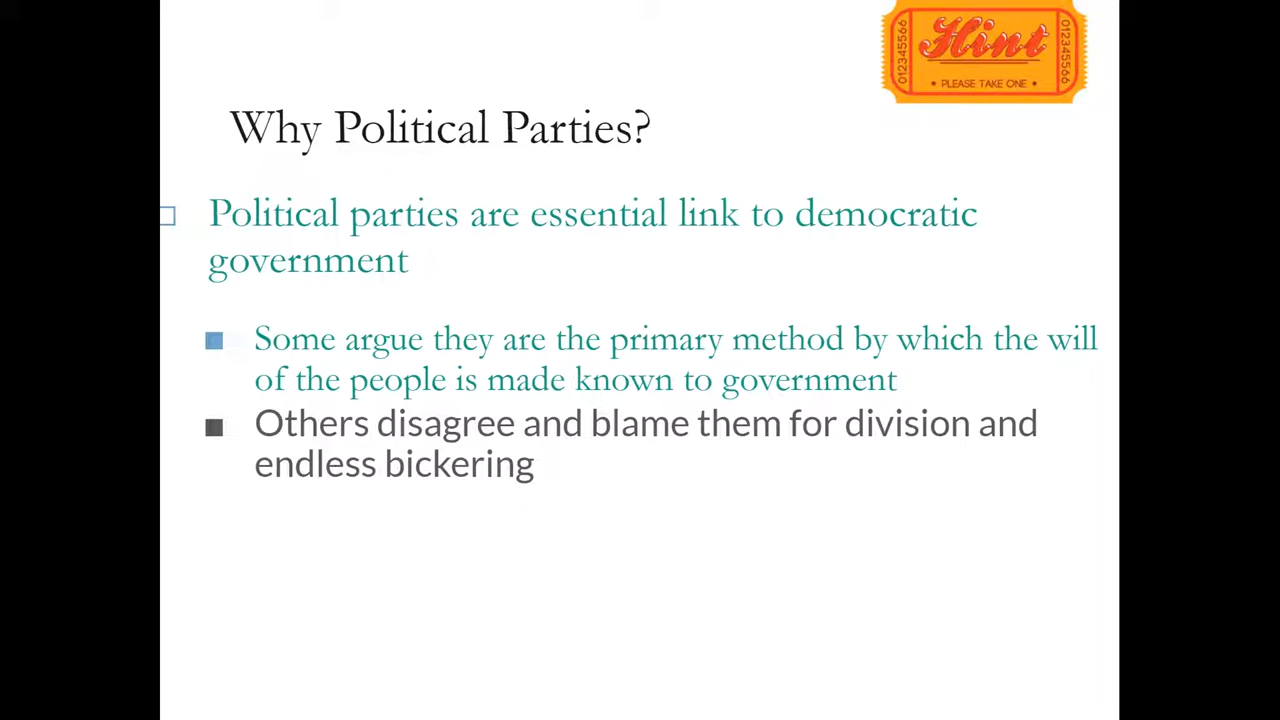 012345566
Hint
012345566
• PLEASE TAKE ONE •
Why Political Parties?
Political parties are essential link to democratic
government
Some argue they are the primary method by which the will
of the people is made known to government
Others disagree and blame them for division and
endless bickering